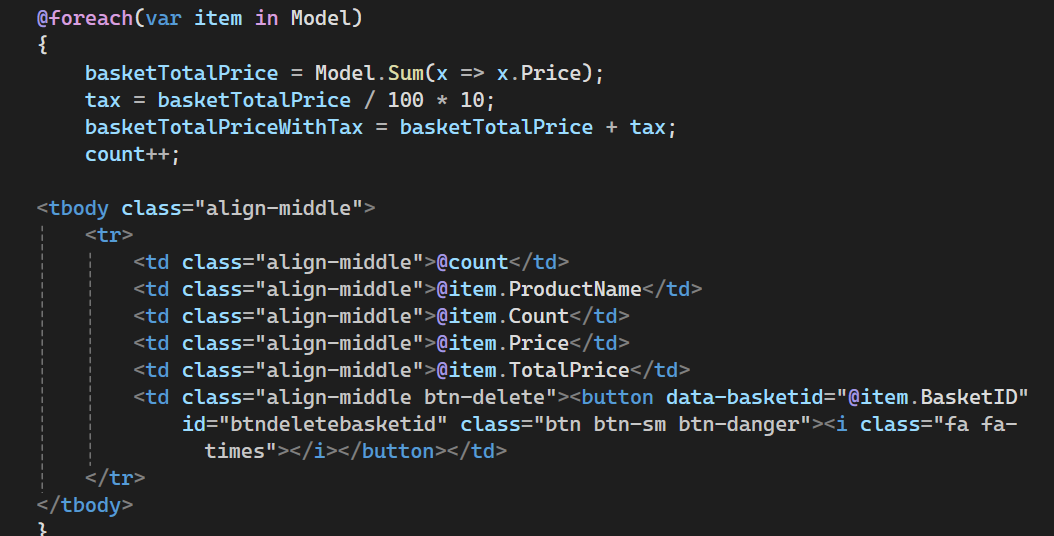 @foreach(var item in Model)
{
basketTotalPrice = Model.Sum(x => x.Price);
tax = basketTotalPrice / 100 * 10;
basketTotalPriceWithTax = basketTotalPrice + tax;
count++;
<tbody class="align-middle">
<tr>
<td class="align-middle">@count</td>
<td class="align-middle">@item.ProductName</td>
<td class="align-middle">@item.Count</td>
<td class="align-middle">@item.Price</td>
<td class="align-middle">@item.TotalPrice</td>
<td class="align-middle btn-delete"><button data-basketid="@item.BasketID"
id="btndeletebasketid" class="btn btn-sm btn-danger"><i class="fa fa-
times"></i></button></td>
</tr>
</tbody>
}